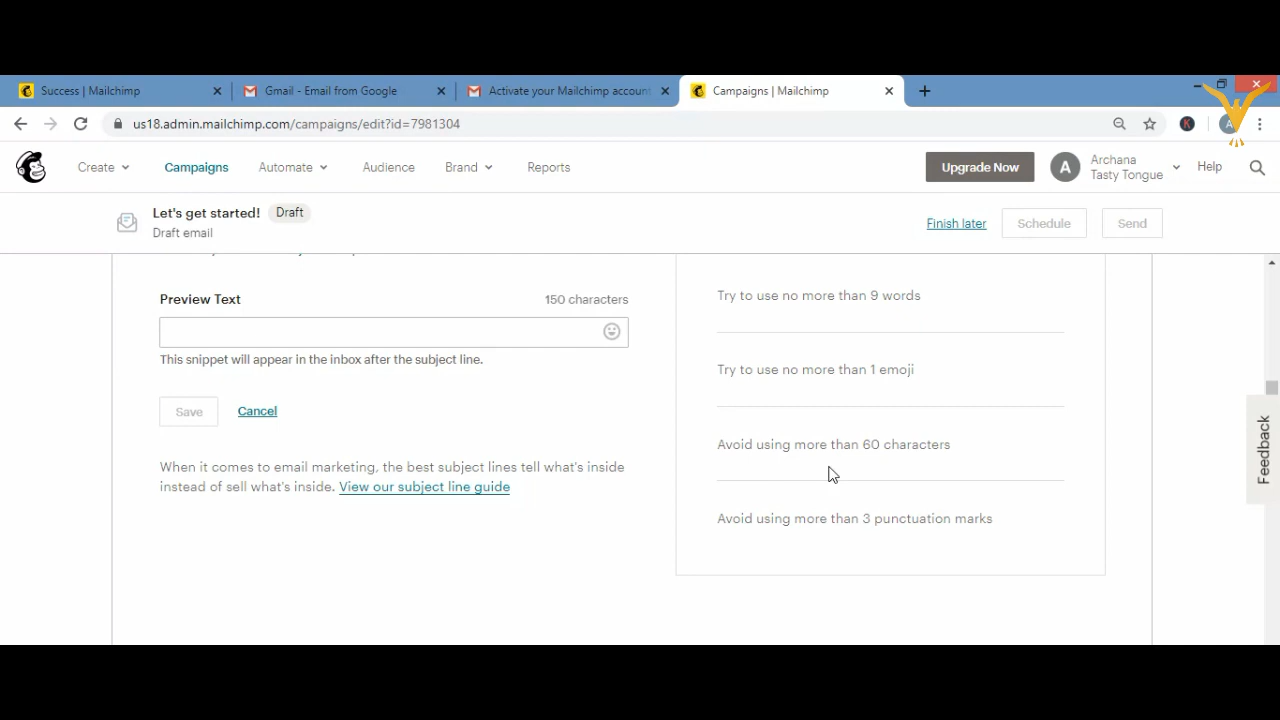 Success | Mailchimp
Gmail - Email from Google
Activate your Mailchimp accoun
Campaigns | Mailchimp
us18.admin.mailchimp.com/campaigns/edit?id=7981304
K
A
Create
Campaigns
Automate
Audience
Brand
Reports
Upgrade Now
A
Archana
Tasty Tongue
Help
Let's get started!
Draft
Draft email
Finish later
Schedule
Send
Preview Text
150 characters
This snippet will appear in the inbox after the subject line.
Save
Cancel
When it comes to email marketing, the best subject lines tell what's inside
instead of sell what's inside. View our subject line guide
Try to use no more than 9 words
Try to use no more than 1 emoji
Avoid using more than 60 characters
Avoid using more than 3 punctuation marks
Feedback